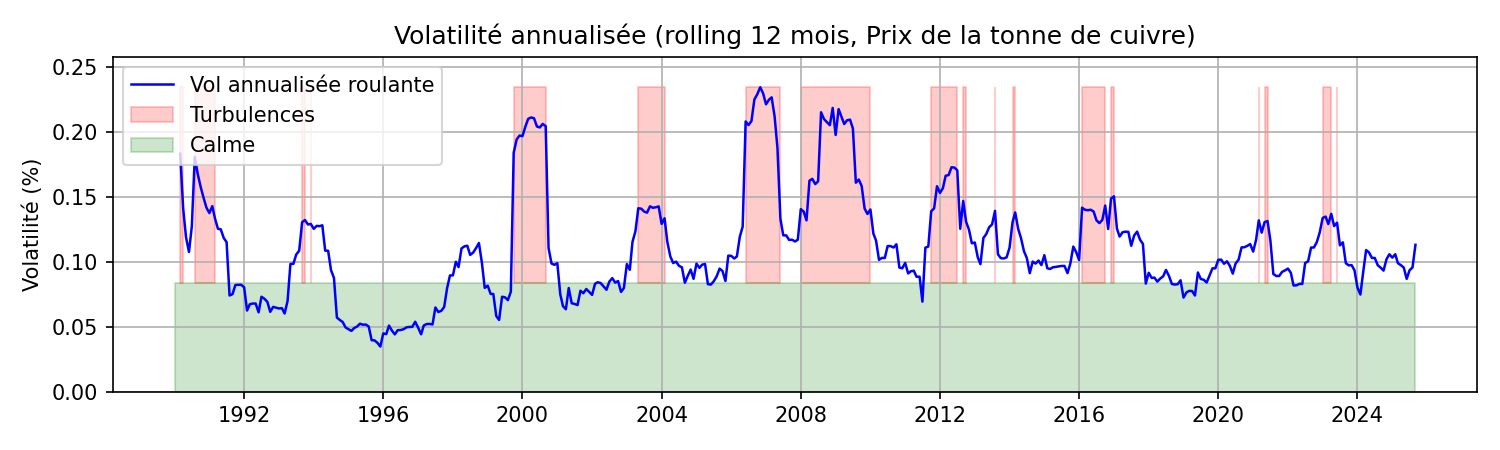 Volatilité annualisée (rolling 12 mois, Prix de la tonne de cuivre)
Volatilité (%)
0.25
0.20
0.15
0.10
0.05
0.00
Vol annualisée roulante
Turbulences
Calme
1992 1996 2000 2004 2008 2012 2016 2020 2024